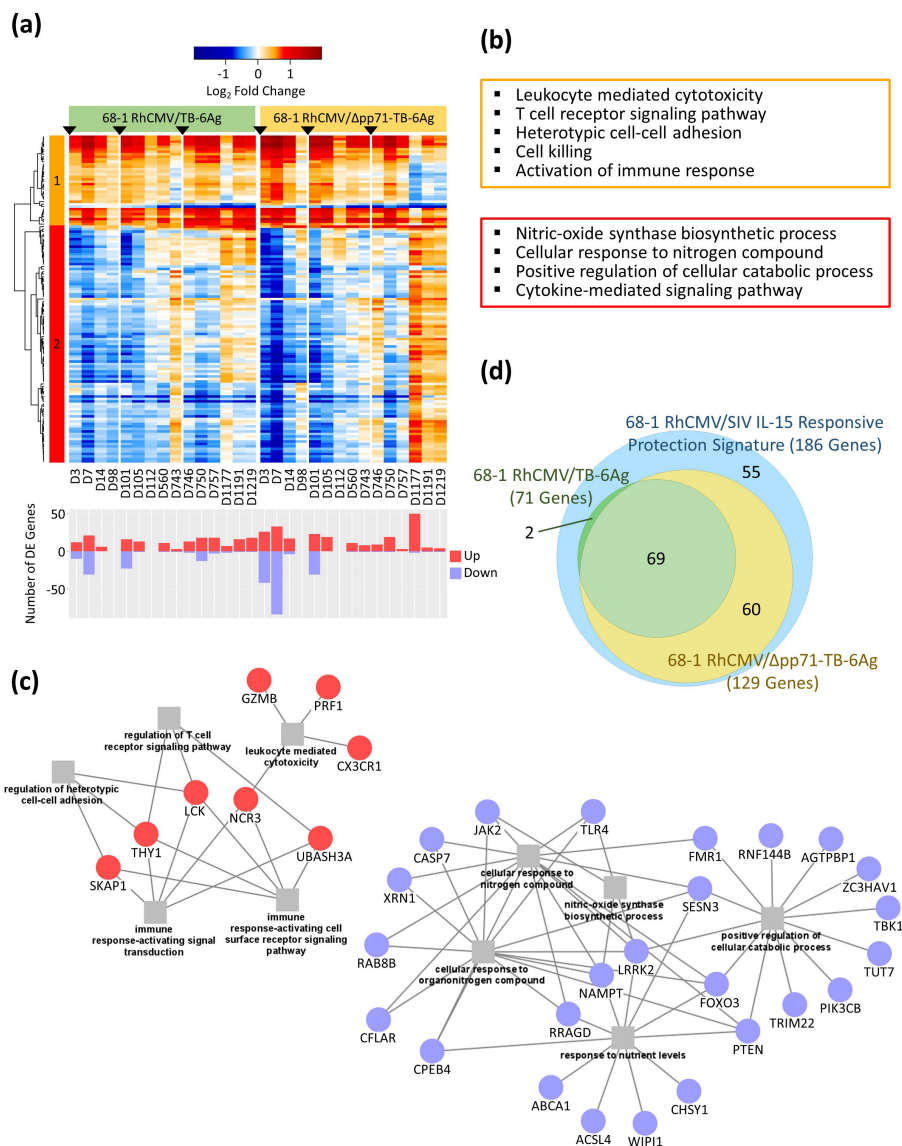 (a)
-1 0 1
Log2 Fold Change
68-1 RhCMV/TB-6Ag 68-1 RhCMV/Δpp71-TB-6Ag
1
2
D3 D7 D14 D98 D101 D105 D112 D560 D743 D746 D750 D757 D1177 D1191 D1219 D3 D7 D14 D98 D101 D105 D112 D560 D743 D746 D750 D757 D1177 D1191 D1219
Number of DE Genes
50
0
-50
Up
Down
(b)
▪ Leukocyte mediated cytotoxicity
▪ T cell receptor signaling pathway
▪ Heterotypic cell-cell adhesion
▪ Cell killing
▪ Activation of immune response
▪ Nitric-oxide synthase biosynthetic process
▪ Cellular response to nitrogen compound
▪ Positive regulation of cellular catabolic process
▪ Cytokine-mediated signaling pathway
(d)
68-1 RhCMV/SIV IL-15 Responsive
Protection Signature (186 Genes)
55
68-1 RhCMV/TB-6Ag
(71 Genes)
2
69
60
68-1 RhCMV/Δpp71-TB-6Ag
(129 Genes)
(c)
GZMB
PRF1
regulation of T cell
receptor signaling pathway
leukocyte mediated
cytotoxicity
CX3CR1
regulation of heterotypic
cell-cell adhesion
LCK
NCR3
THY1
UBASH3A
SKAP1
immune
response-activating signal
transduction
immune
response-activating cell
surface receptor signaling
pathway
JAK2
TLR4
CASP7
FMR1
RNF144B
AGTPBP1
cellular response to
nitrogen compound
ZC3HAV1
XRN1
nitric-oxide synthase
biosynthetic process
SESN3
TBK1
positive regulation of
cellular catabolic process
RAB8B
cellular response to
organonitrogen compound
LRRK2
TUT7
NAMPT
FOXO3
PIK3CB
TRIM22
CFLAR
RRAGD
PTEN
CPEB4
response to nutrient levels
ABCA1
CHSY1
ACSL4
WIPI1